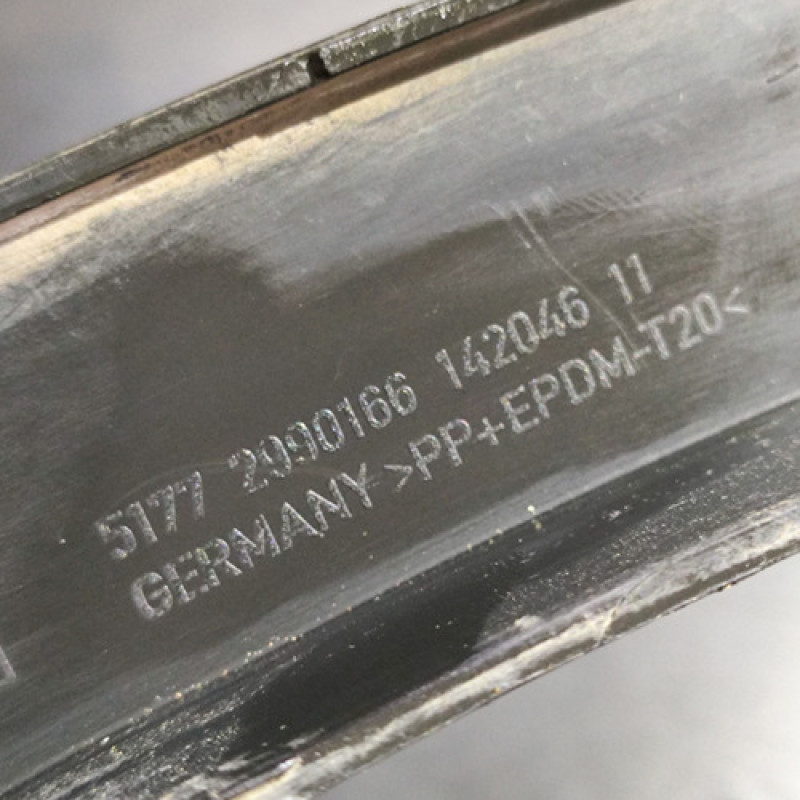 5177 2990166 142046 11
GERMANY >PP+EPDM-T20<